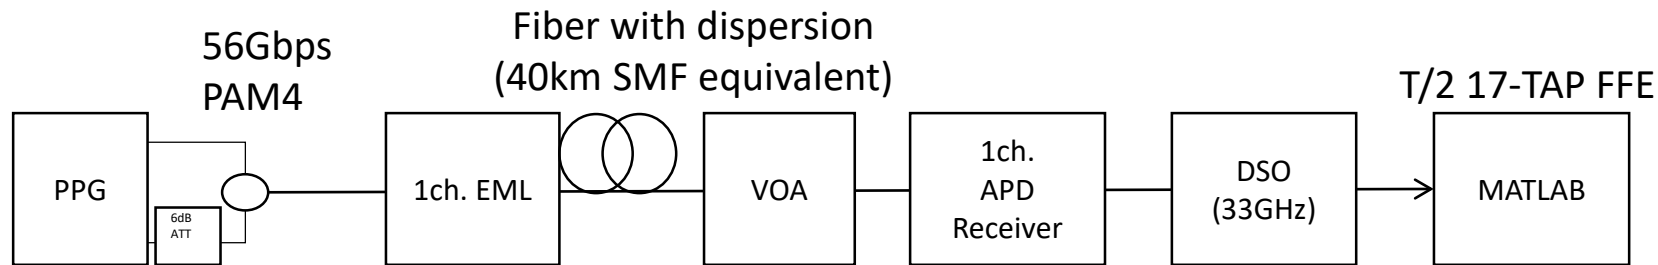 56Gbps
PAM4
Fiber with dispersion
(40km SMF equivalent)
T/2 17-TAP FFE
PPG
6dB
ATT
1ch. EML
VOA
1ch.
APD
Receiver
DSO
(33GHz)
MATLAB